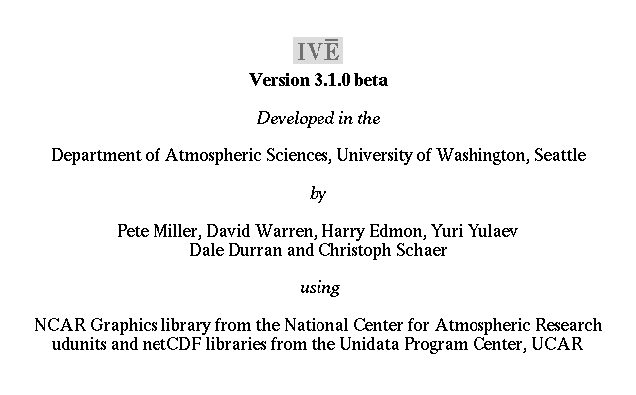 IVĒ
Version 3.1.0 beta
Developed in the
Department of Atmospheric Sciences, University of Washington, Seattle
by
Pete Miller, David Warren, Harry Edmon, Yuri Yulaev
Dale Durran and Christoph Schaer
using
NCAR Graphics library from the National Center for Atmospheric Research
udunits and netCDF libraries from the Unidata Program Center, UCAR